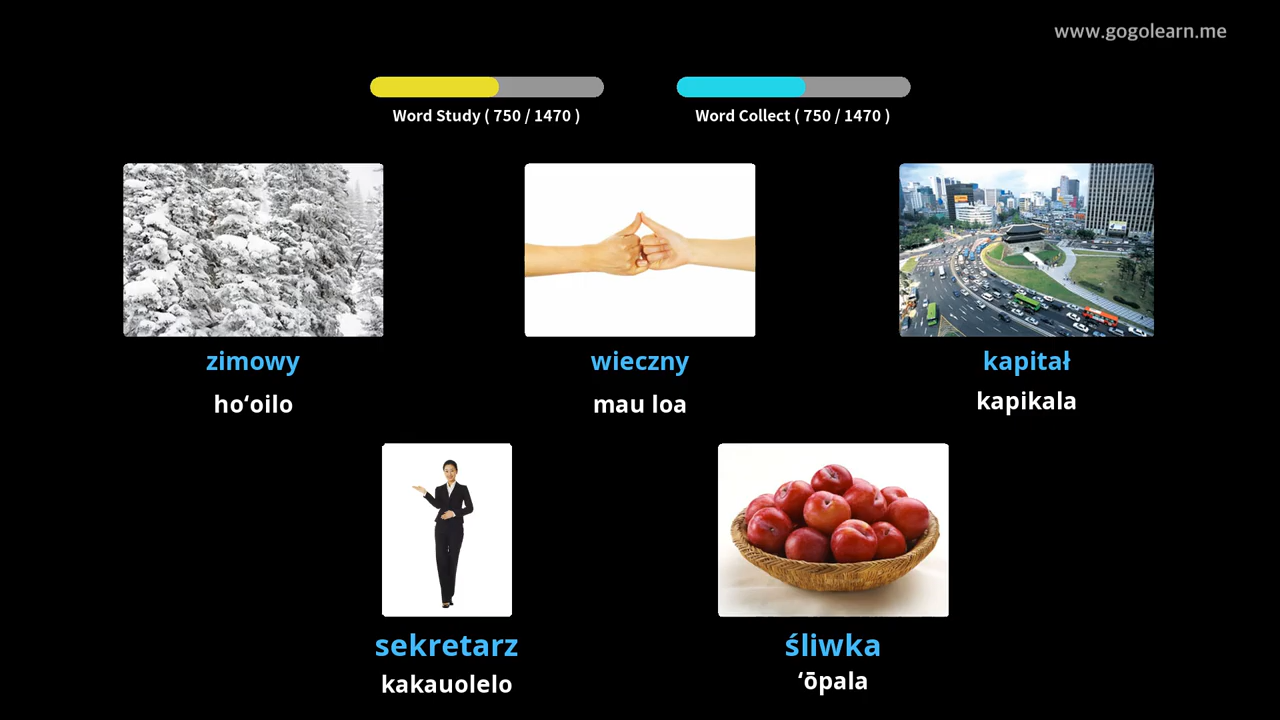 www.gogolearn.me
Word Study ( 750 / 1470 )
Word Collect ( 750 / 1470 )
zimowy
hoʻoilo
wieczny
mau loa
kapitał
kapikala
sekretarz
kakauolelo
śliwka
ʻōpala